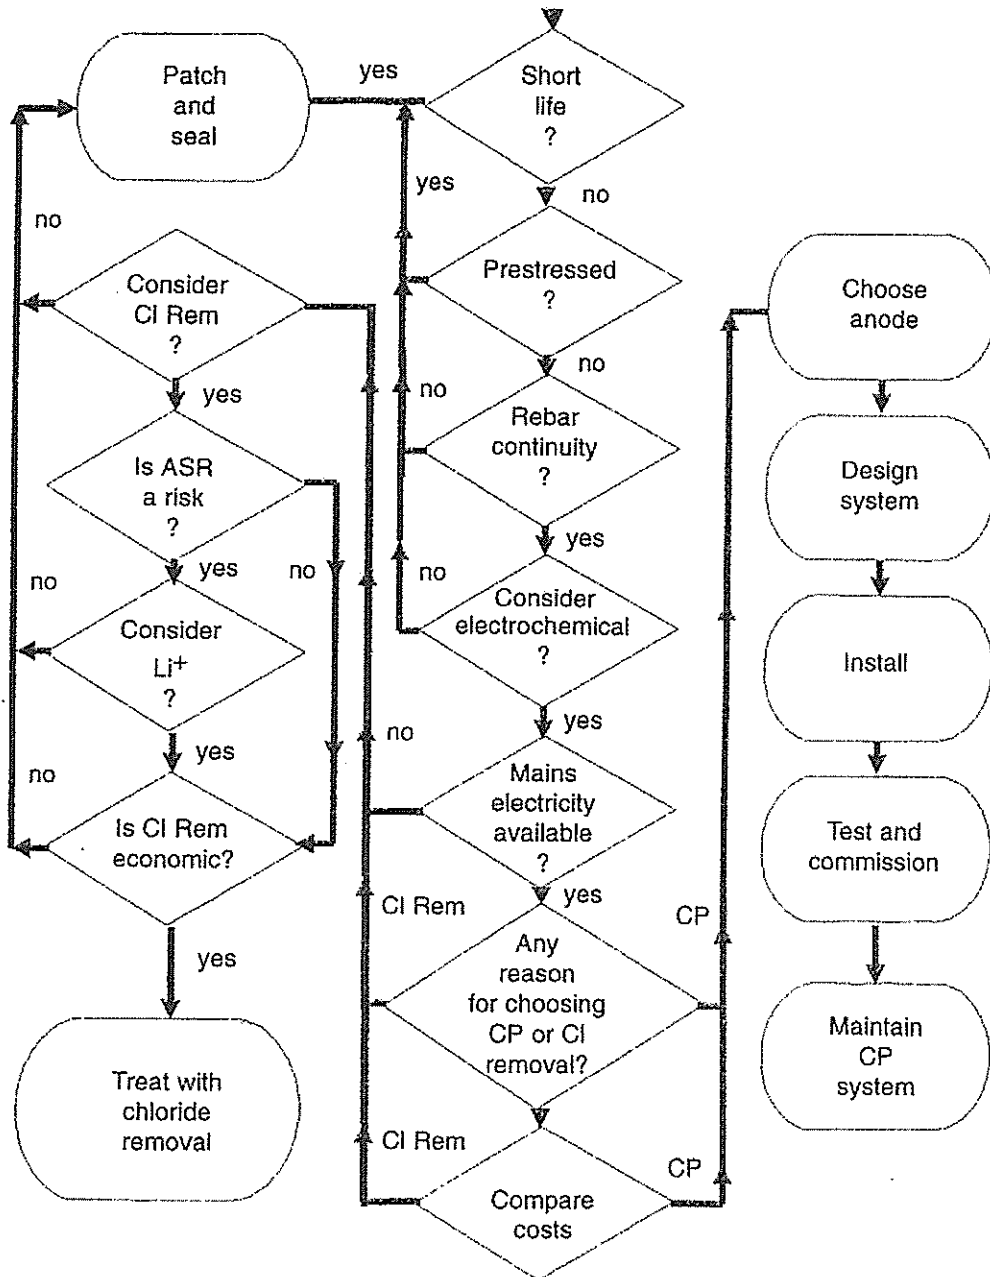 Patch
and
seal
yes
Short
life
?
yes
no
no
Consider
Cl Rem
?
Prestressed
?
Choose
anode
yes
no
no
Rebar
continuity
?
Is ASR
a risk
?
Design
system
yes
no
no
yes
no
Consider
Li+
?
Consider
electrochemical
?
Install
yes
yes
no
no
Is Cl Rem
economic?
Mains
electricity
available
?
Test and
commission
yes
Cl Rem
CP
yes
Any
reason
for choosing
CP or Cl
removal?
Maintain
CP
system
Treat with
chloride
removal
Cl Rem
CP
Compare
costs